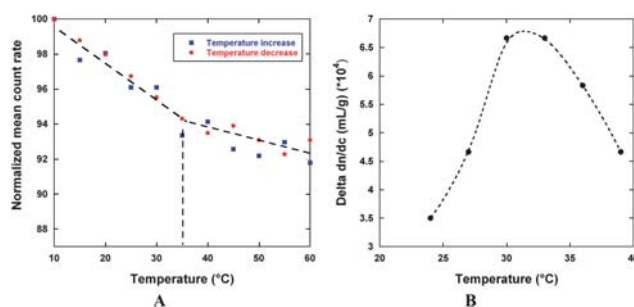 Normalized mean count rate
100
98
96
94
92
90
88
Temperature increase
Temperature decrease
10 20 30 40 50 60
Temperature (°C)
A
Delta dn/dc (mL/g) (*10⁴)
7
6.5
6
5.5
5
4.5
4
3.5
3
20 25 30 35 40
Temperature (°C)
B